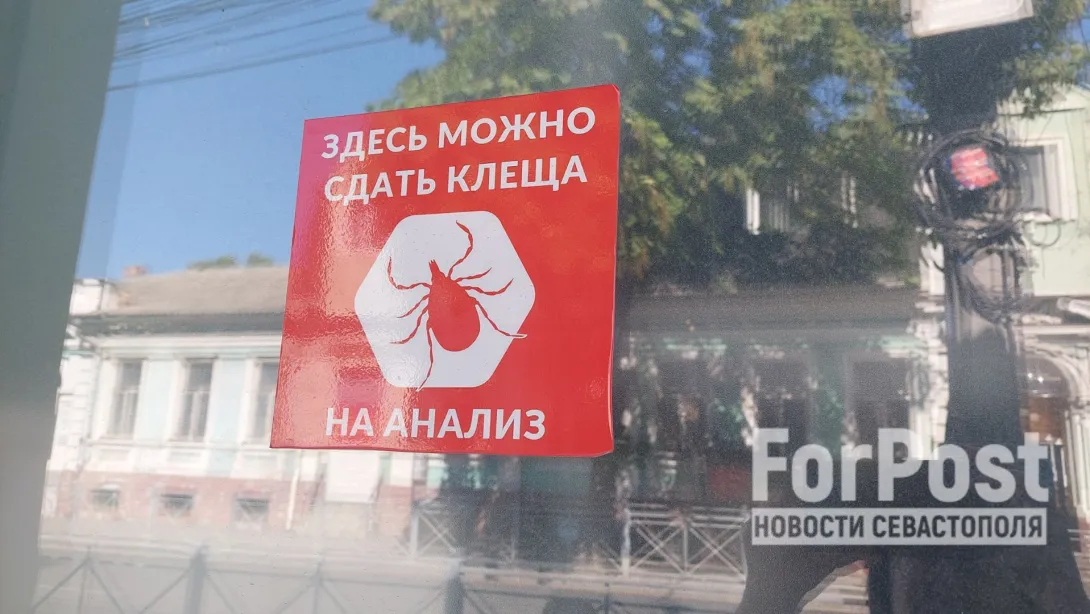 ЗДЕСЬ МОЖНО
СДАТЬ КЛЕЩА
НА АНАЛИЗ
ForPost
НОВОСТИ СЕВАСТОПОЛЯ